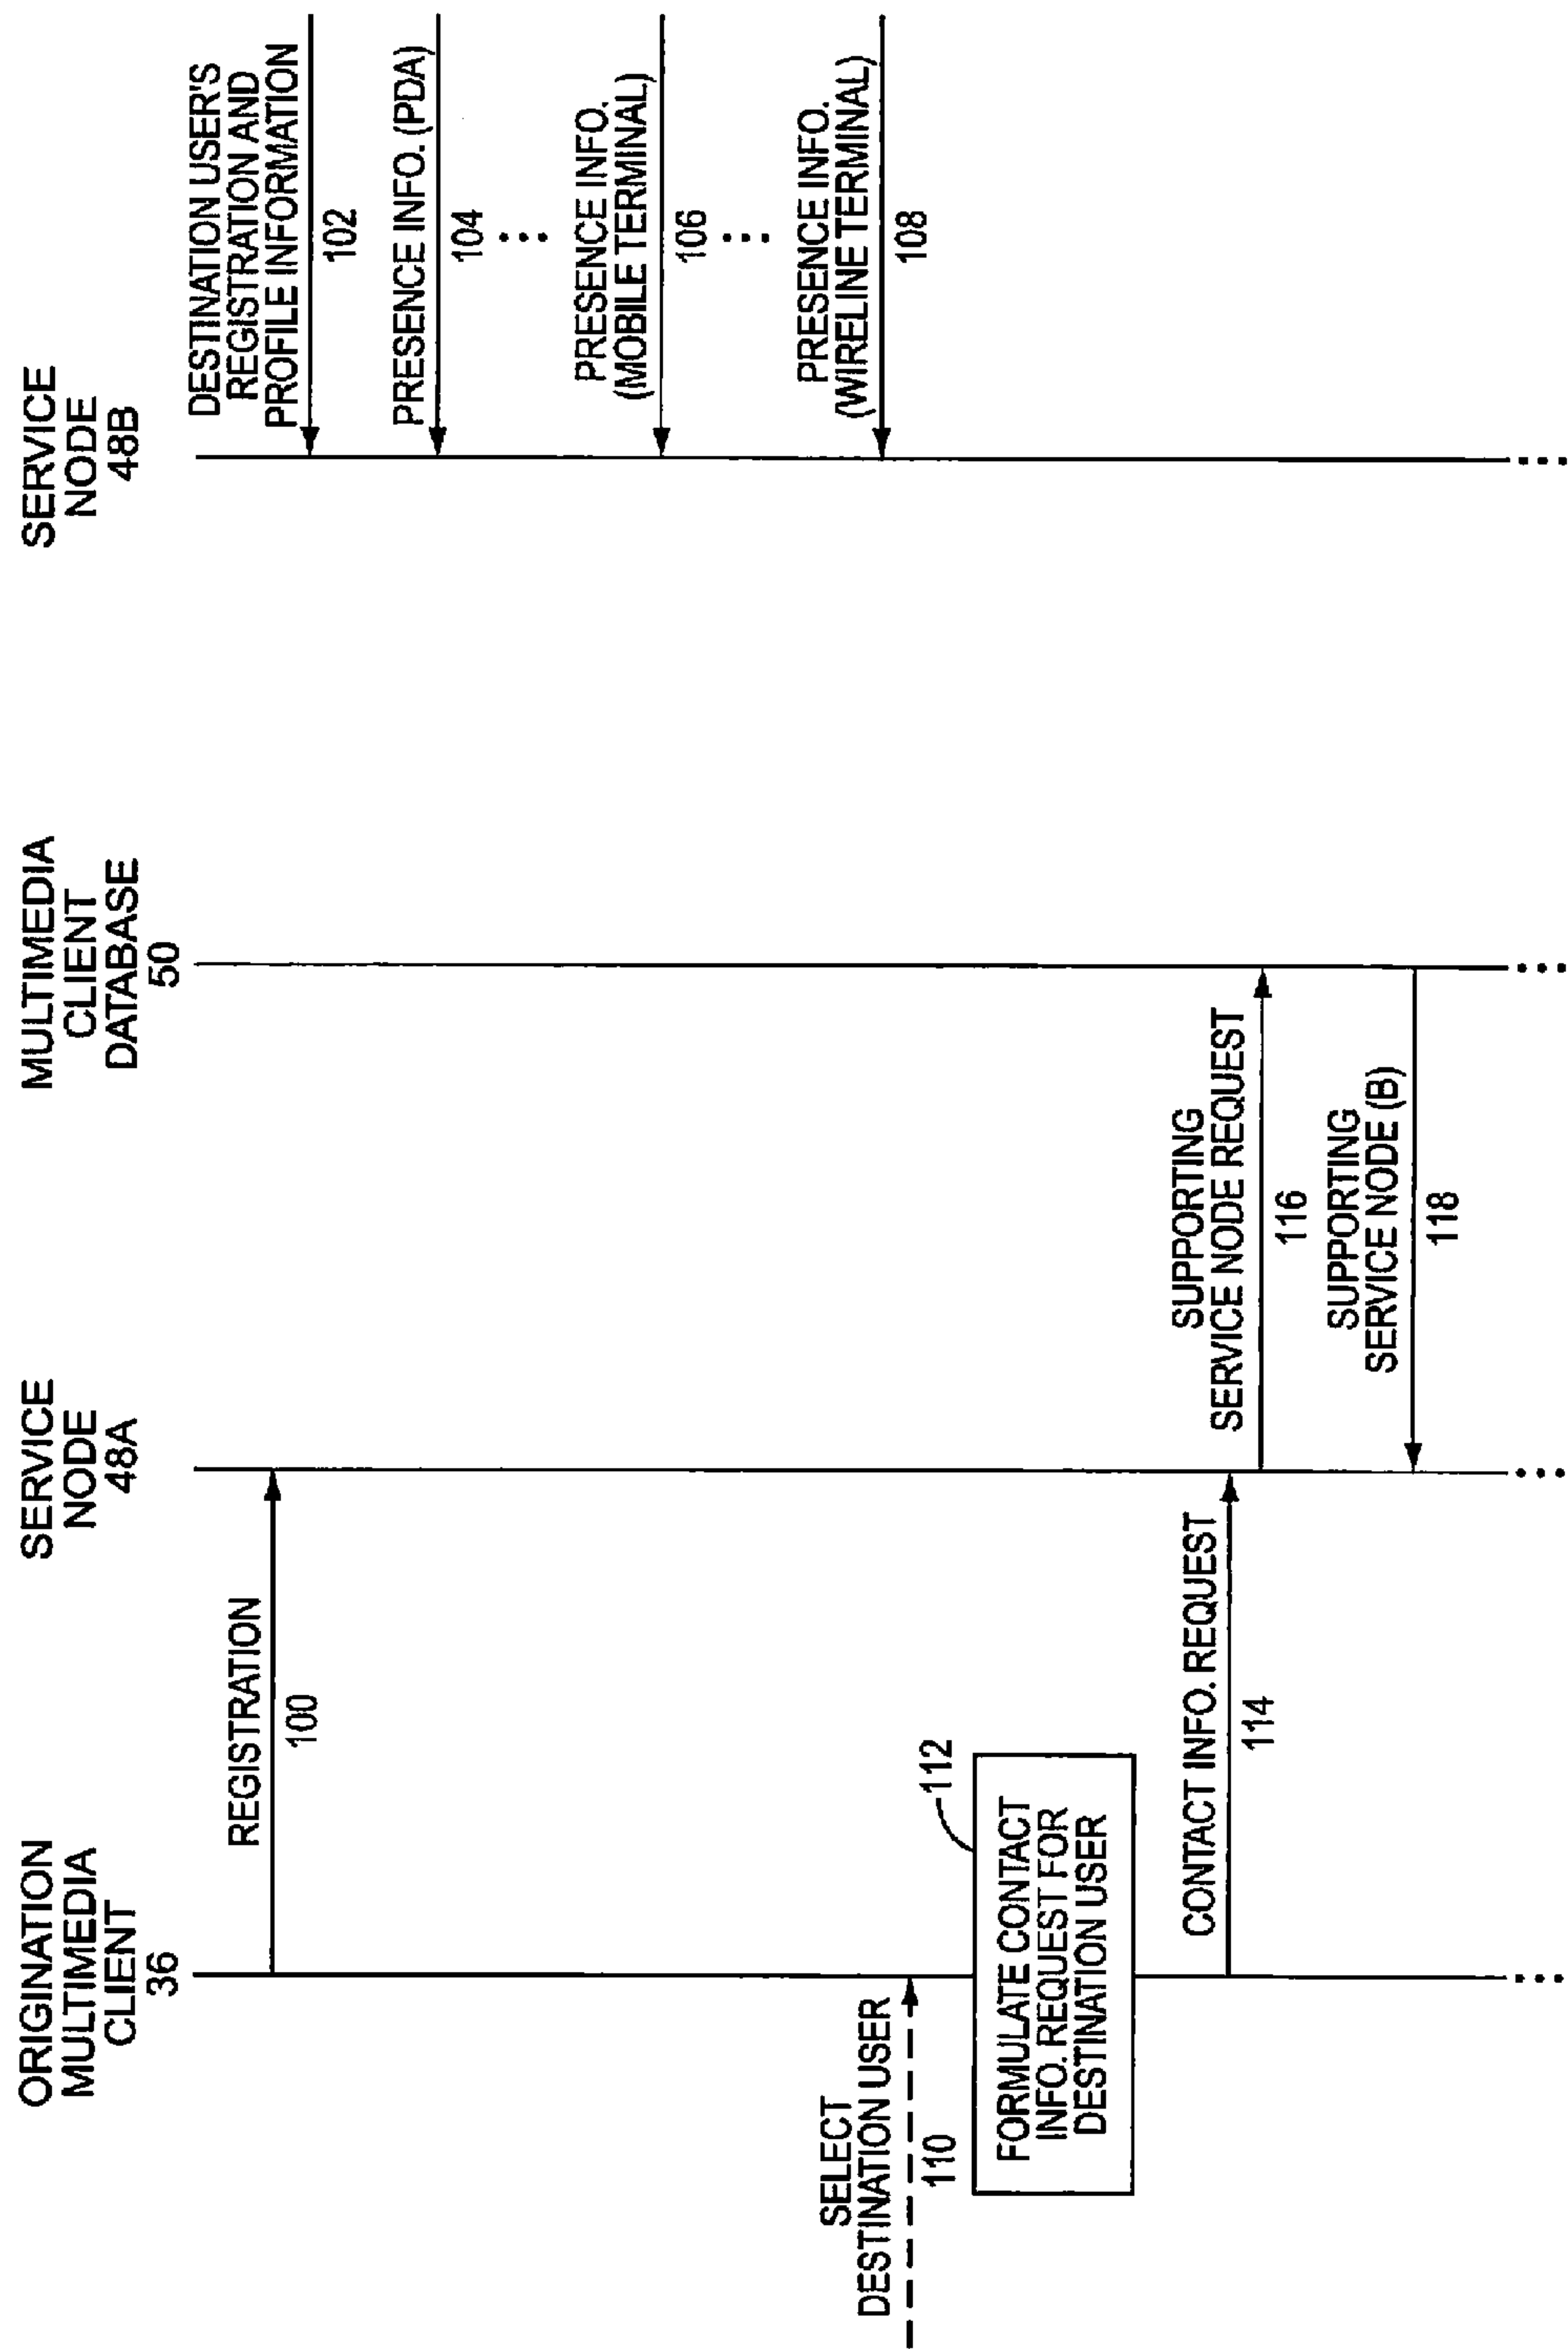 ORIGINATION
MULTIMEDIA
CLIENT
36
SERVICE
NODE
48A
MULTIMEDIA
CLIENT
DATABASE
50
SERVICE
NODE
48B
REGISTRATION
100
DESTINATION USER'S
REGISTRATION AND
PROFILE INFORMATION
102
PRESENCE INFO. (PDA)
104
PRESENCE INFO.
(MOBILE TERMINAL)
106
PRESENCE INFO.
(WIRELINE TERMINAL)
108
SELECT
DESTINATION USER
110
112
FORMULATE CONTACT
INFO. REQUEST FOR
DESTINATION USER
CONTACT INFO. REQUEST
114
SUPPORTING
SERVICE NODE REQUEST
116
SUPPORTING
SERVICE NODE (B)
118